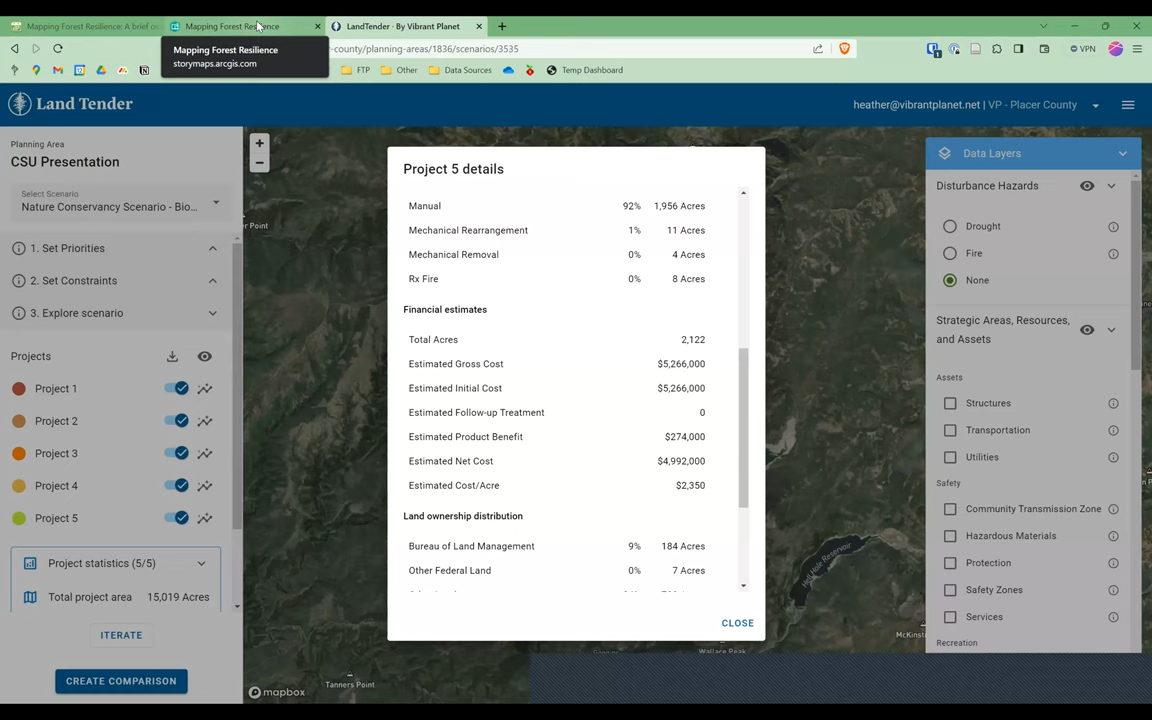 Mapping Forest Resilience: A brief ov
Mapping Forest Resilience
LandTender - By Vibrant Planet
Mapping Forest Resilience
storymaps.arcgis.com
r-county/planning-areas/1836/scenarios/3535
VPN
FTP
Other
Data Sources
Temp Dashboard
Land Tender
heather@vibrantplanet.net | VP - Placer County
Planning Area
CSU Presentation
Select Scenario
Nature Conservancy Scenario - Bio...
1. Set Priorities
2. Set Constraints
3. Explore scenario
Projects
Project 1
Project 2
Project 3
Project 4
Project 5
Project statistics (5/5)
Total project area 15,019 Acres
ITERATE
CREATE COMPARISON
Project 5 details
Manual 92% 1,956 Acres
Mechanical Rearrangement 1% 11 Acres
Mechanical Removal 0% 4 Acres
Rx Fire 0% 8 Acres
Financial estimates
Total Acres 2,122
Estimated Gross Cost $5,266,000
Estimated Initial Cost $5,266,000
Estimated Follow-up Treatment 0
Estimated Product Benefit $274,000
Estimated Net Cost $4,992,000
Estimated Cost/Acre $2,350
Land ownership distribution
Bureau of Land Management 9% 184 Acres
Other Federal Land 0% 7 Acres
CLOSE
Data Layers
Disturbance Hazards
Drought
Fire
None
Strategic Areas, Resources,
and Assets
Assets
Structures
Transportation
Utilities
Safety
Community Transmission Zone
Hazardous Materials
Protection
Safety Zones
Services
Recreation
er Point
Hell Hole Reservoir
McKinst
Wallace Peak
Tanners Point
mapbox